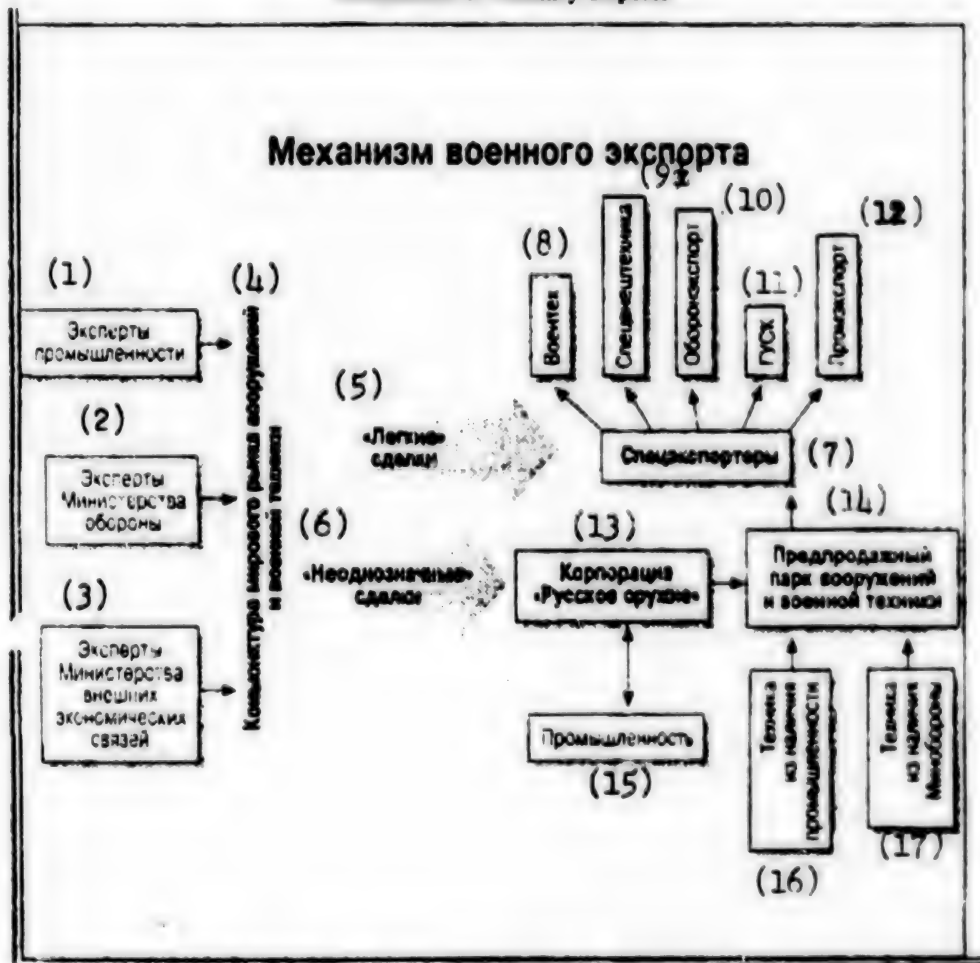 Механизм военного экспорта
(1)
Эксперты
промышленности
(2)
Эксперты
Министерства
обороны
(3)
Эксперты
Министерства
внешних
экономических
связей
(4)
Конъюнктура мирового рынка вооружений
и военной техники
(5)
«Легкие»
сделки
(6)
«Неоднозначные»
сделки
(8)
Воентех
(9)
Спецвнештехника
(10)
Оборонэкспорт
(11)
ГУСК
(12)
Промэкспорт
Спецэкспортеры
(7)
(13)
Корпорация
«Русское оружие»
(14)
Предпродажный
парк вооружений
и военной техники
Промышленность
(15)
Техника
из наличия
промышленности
(16)
Техника
из наличия
Минобороны
(17)